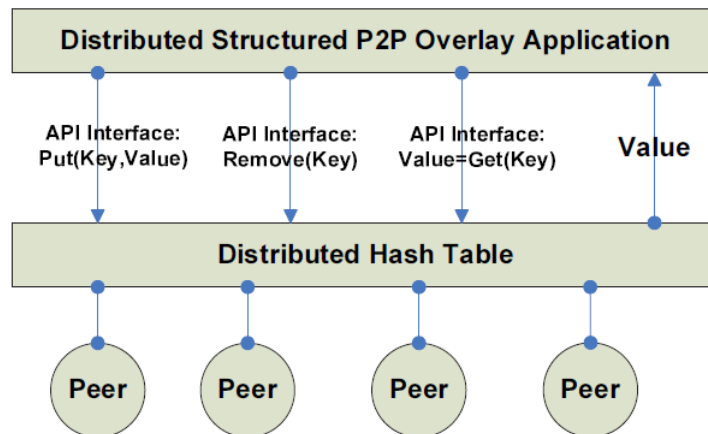 Distributed Structured P2P Overlay Application
API Interface:
Put(Key,Value)
API Interface:
Remove(Key)
API Interface:
Value=Get(Key)
Value
Distributed Hash Table
Peer
Peer
Peer
Peer